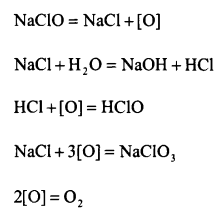 NaClO = NaCl + [O]
NaCl + H₂O = NaOH + HCl
HCl + [O] = HClO
NaCl + 3[O] = NaClO₃
2[O] = O₂